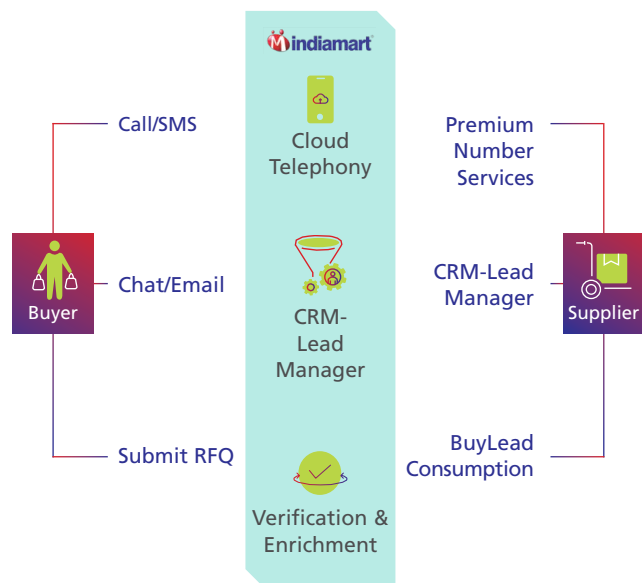 indiamart
Call/SMS
Cloud
Telephony
Premium
Number
Services
Buyer
Chat/Email
CRM-
Lead
Manager
CRM-Lead
Manager
Supplier
Submit RFQ
Verification &
Enrichment
BuyLead
Consumption